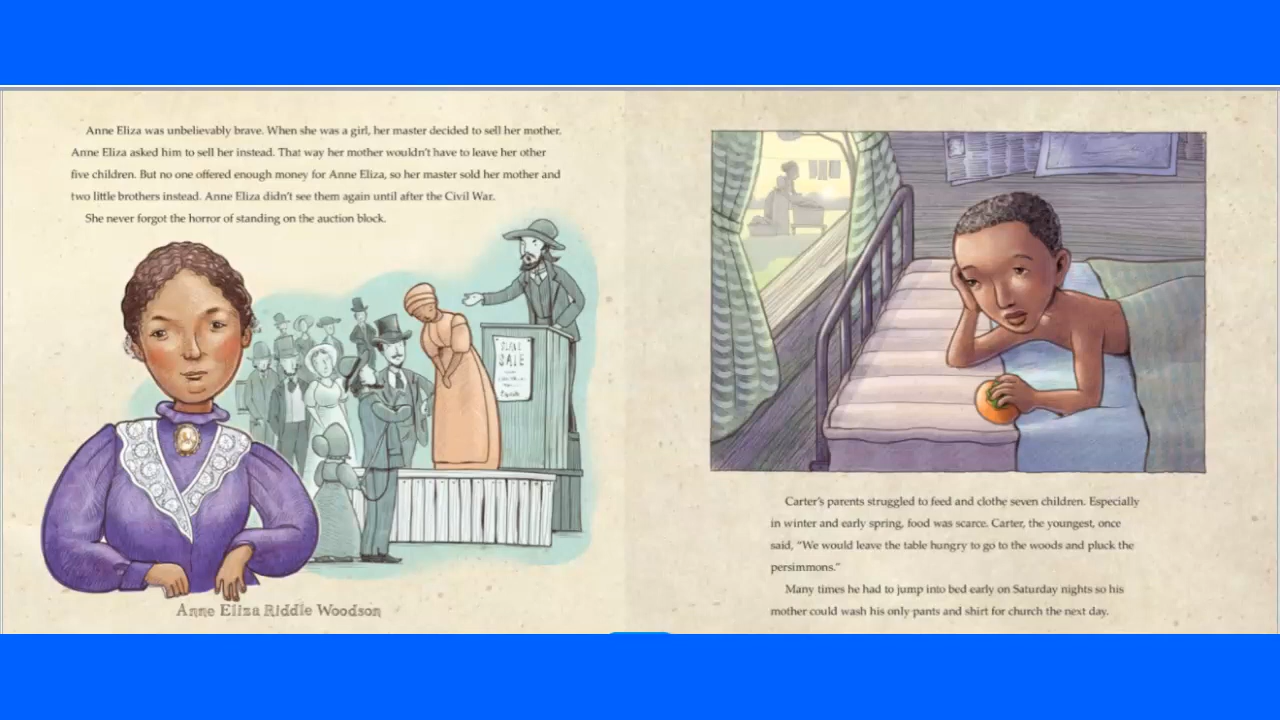 Anne Eliza was unbelievably brave. When she was a girl, her master decided to sell her mother.
Anne Eliza asked him to sell her instead. That way her mother wouldn't have to leave her other
five children. But no one offered enough money for Anne Eliza, so her master sold her mother and
two little brothers instead. Anne Eliza didn't see them again until after the Civil War.
She never forgot the horror of standing on the auction block.
SLAVE
SALE
Anne Eliza Riddle Woodson
Carter's parents struggled to feed and clothe seven children. Especially
in winter and early spring, food was scarce. Carter, the youngest, once
said, "We would leave the table hungry to go to the woods and pluck the
persimmons."
Many times he had to jump into bed early on Saturday nights so his
mother could wash his only pants and shirt for church the next day.